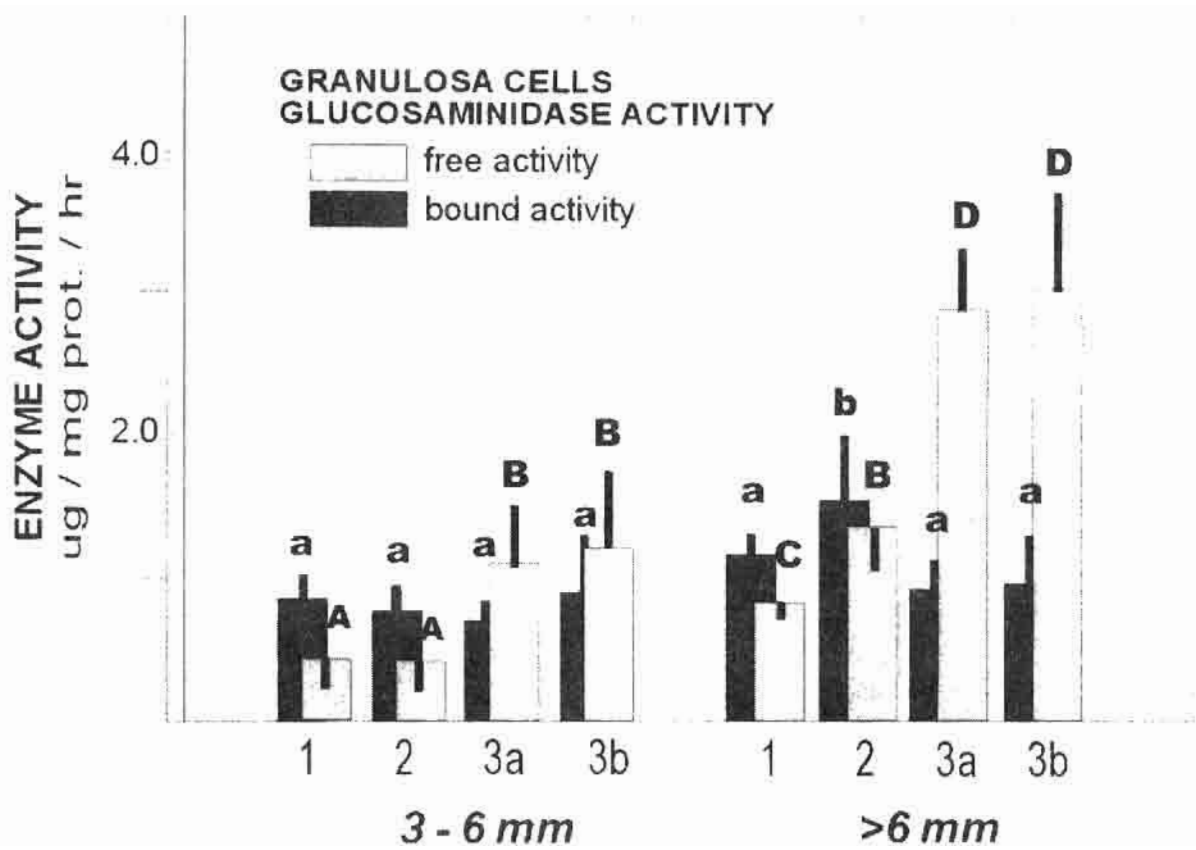 GRANULOSA CELLS
GLUCOSAMINIDASE ACTIVITY
free activity
bound activity
ENZYME ACTIVITY
ug / mg prot. / hr
4.0
2.0
a
A
a
A
a
B
a
B
a
C
b
B
a
D
a
D
1 2 3a 3b 1 2 3a 3b
3 - 6 mm >6 mm